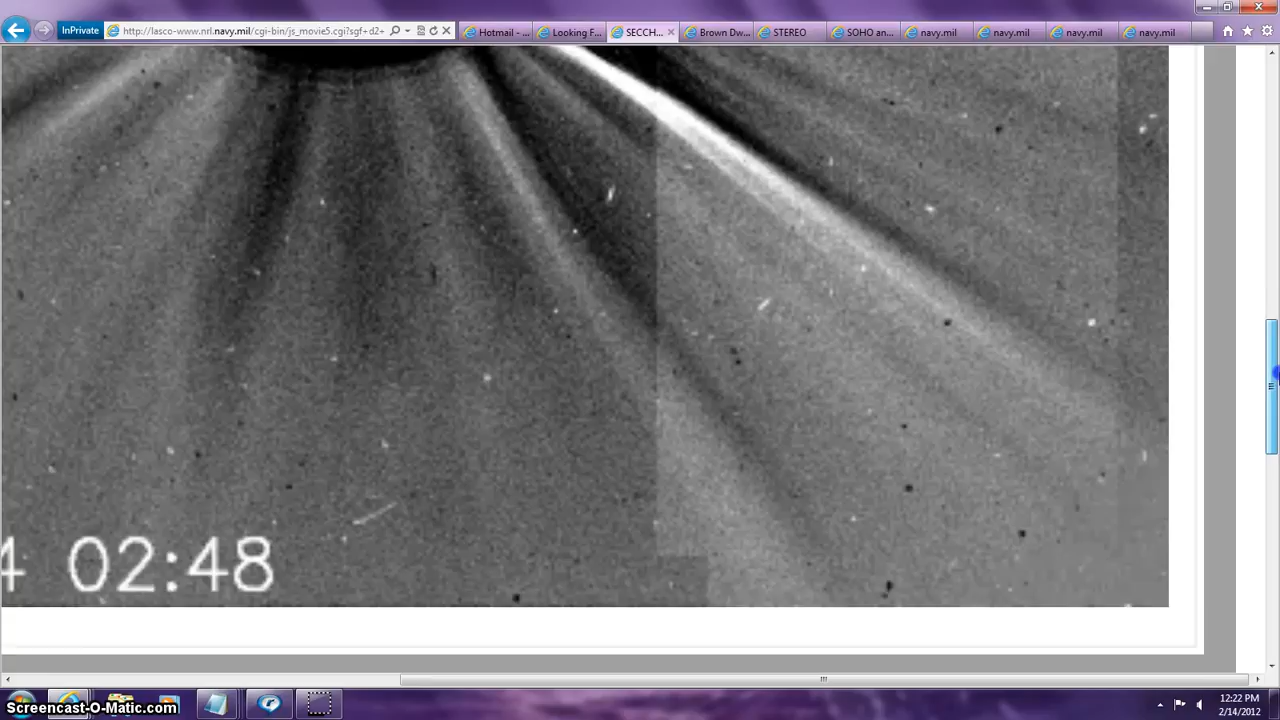 InPrivate
http://lasco-www.nrl.navy.mil/cgi-bin/js_movie5.cgi?sgf+d2+
Hotmail - ...
Looking F...
SECCH...
Brown Dw...
STEREO
SOHO an...
navy.mil
navy.mil
navy.mil
navy.mil
4 02:48
Screencast-O-Matic.com
12:22 PM
2/14/2012